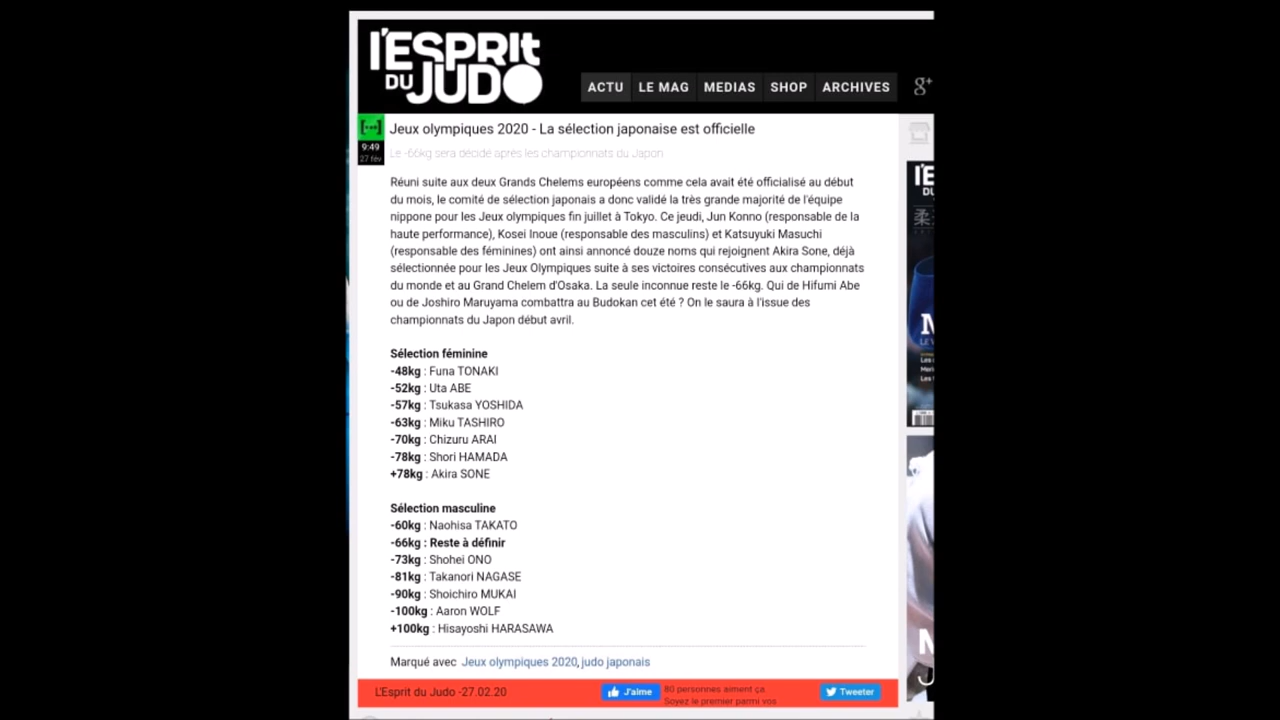 l'ESPRIt
DU JUDO
ACTU LE MAG MEDIAS SHOP ARCHIVES
g+
Jeux olympiques 2020 - La sélection japonaise est officielle
9:49
27 fév
Le -66kg sera décidé après les championnats du Japon
Réuni suite aux deux Grands Chelems européens comme cela avait été officialisé au début
du mois, le comité de sélection japonais a donc validé la très grande majorité de l'équipe
nippone pour les Jeux olympiques fin juillet à Tokyo. Ce jeudi, Jun Konno (responsable de la
haute performance), Kosei Inoue (responsable des masculins) et Katsuyuki Masuchi
(responsable des féminines) ont ainsi annoncé douze noms qui rejoignent Akira Sone, déjà
sélectionnée pour les Jeux Olympiques suite à ses victoires consécutives aux championnats
du monde et au Grand Chelem d'Osaka. La seule inconnue reste le -66kg. Qui de Hifumi Abe
ou de Joshiro Maruyama combattra au Budokan cet été ? On le saura à l'issue des
championnats du Japon début avril.
Sélection féminine
-48kg : Funa TONAKI
-52kg : Uta ABE
-57kg : Tsukasa YOSHIDA
-63kg : Miku TASHIRO
-70kg : Chizuru ARAI
-78kg : Shori HAMADA
+78kg : Akira SONE
Sélection masculine
-60kg : Naohisa TAKATO
-66kg : Reste à définir
-73kg : Shohei ONO
-81kg : Takanori NAGASE
-90kg : Shoichiro MUKAI
-100kg : Aaron WOLF
+100kg : Hisayoshi HARASAWA
Marqué avec Jeux olympiques 2020, judo japonais
L'Esprit du Judo -27.02.20
J'aime
80 personnes aiment ça.
Soyez le premier parmi vos
Tweeter